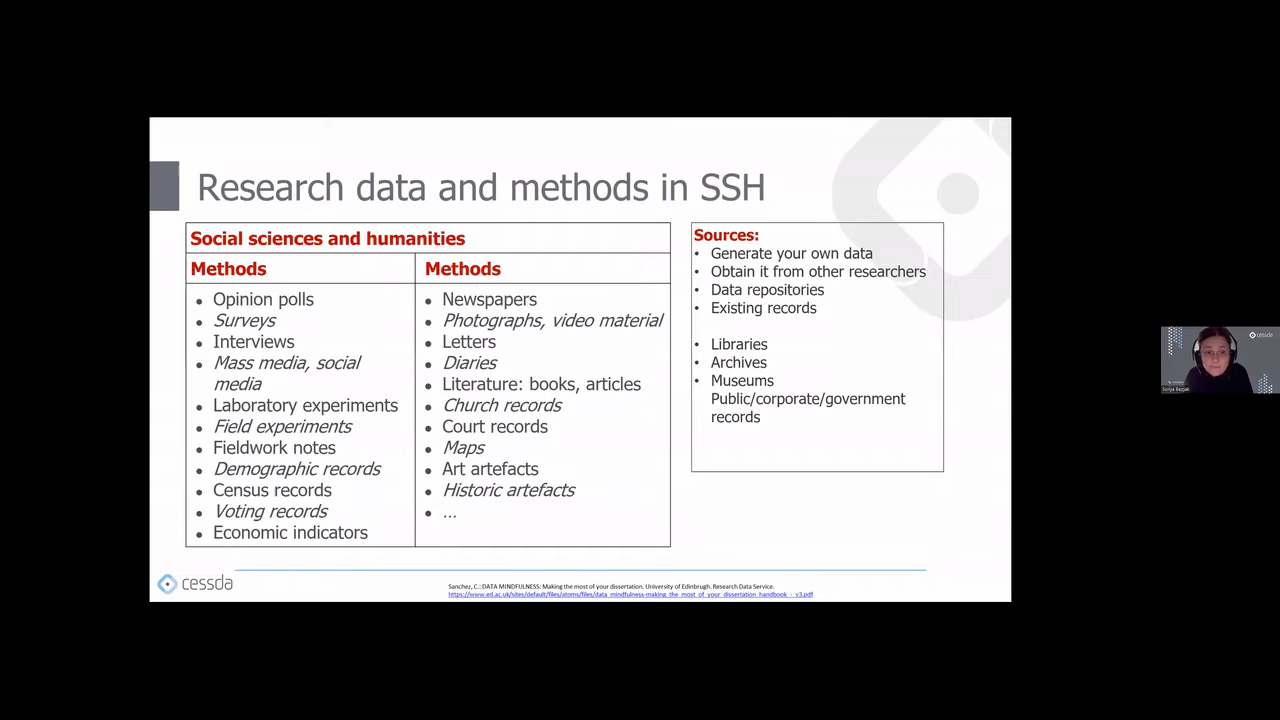 Research data and methods in SSH
Social sciences and humanities
Methods
Opinion polls
Surveys
Interviews
Mass media, social
media
Laboratory experiments
Field experiments
Fieldwork notes
Demographic records
Census records
Voting records
Economic indicators
Methods
Newspapers
Photographs, video material
Letters
Diaries
Literature: books, articles
Church records
Court records
Maps
Art artefacts
Historic artefacts
...
Sources:
Generate your own data
Obtain it from other researchers
Data repositories
Existing records
Libraries
Archives
Museums
Public/corporate/government
records
cessda
Sanchez, C.: DATA MINDFULNESS: Making the most of your dissertation. University of Edinbrugh. Research Data Service.
https://www.ed.ac.uk/sites/default/files/atoms/files/data_mindfulness-making_the_most_of_your_dissertation_handbook_-_v3.pdf
cessda
Sonja Bezjak